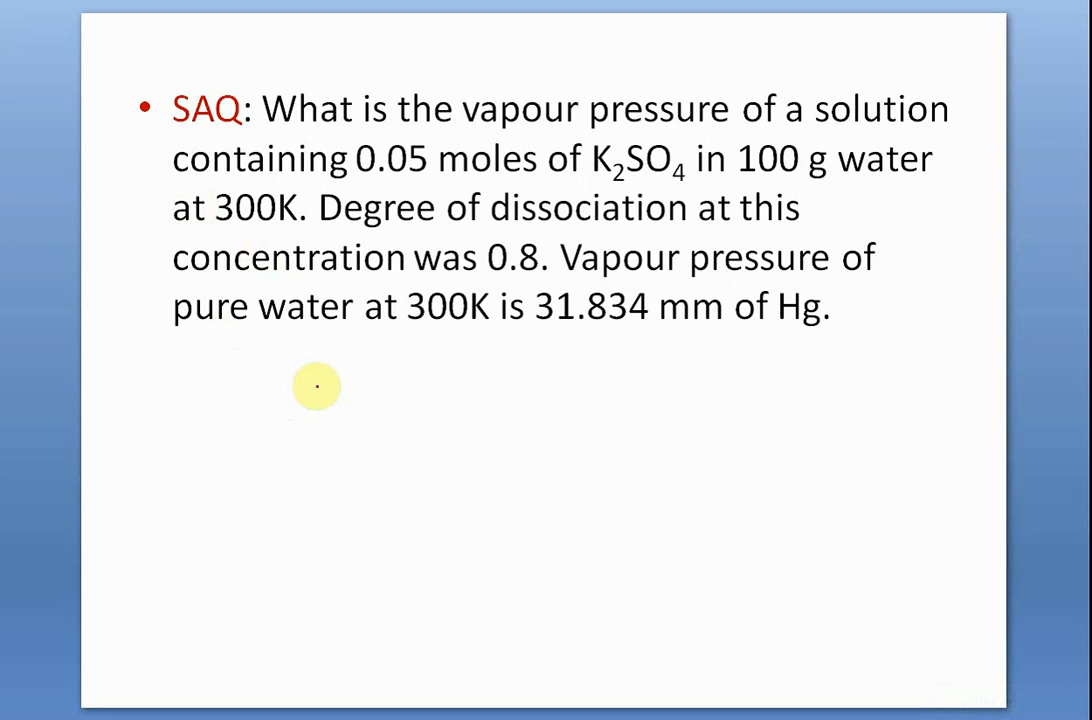 • SAQ: What is the vapour pressure of a solution
containing 0.05 moles of K₂SO₄ in 100 g water
at 300K. Degree of dissociation at this
concentration was 0.8. Vapour pressure of
pure water at 300K is 31.834 mm of Hg.